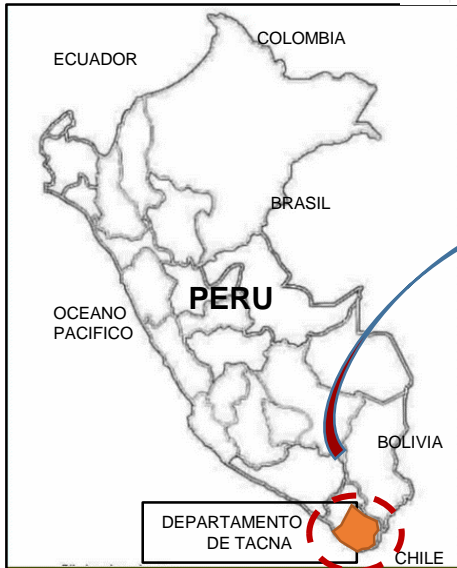 COLOMBIA
ECUADOR
BRASIL
PERU
OCEANO
PACIFICO
BOLIVIA
DEPARTAMENTO
DE TACNA
CHILE